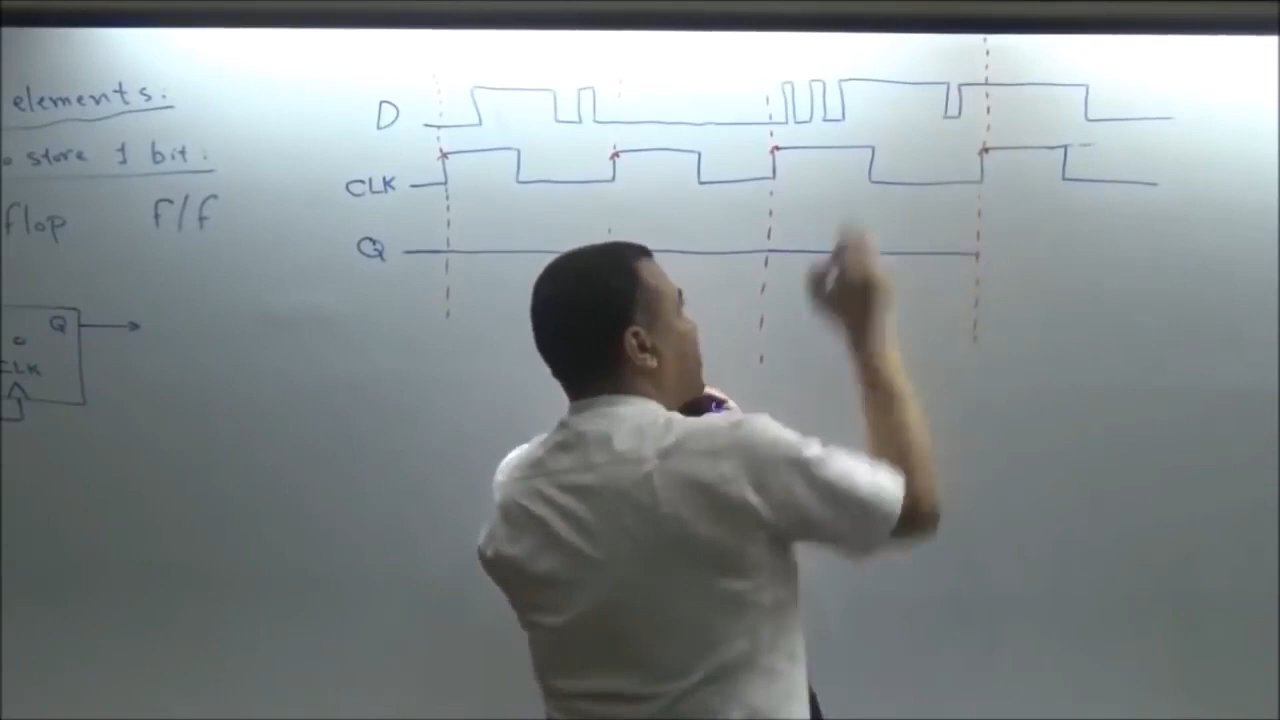 elements.
o store 1 bit.
flop F/f
Q
CLK
D
CLK
Q